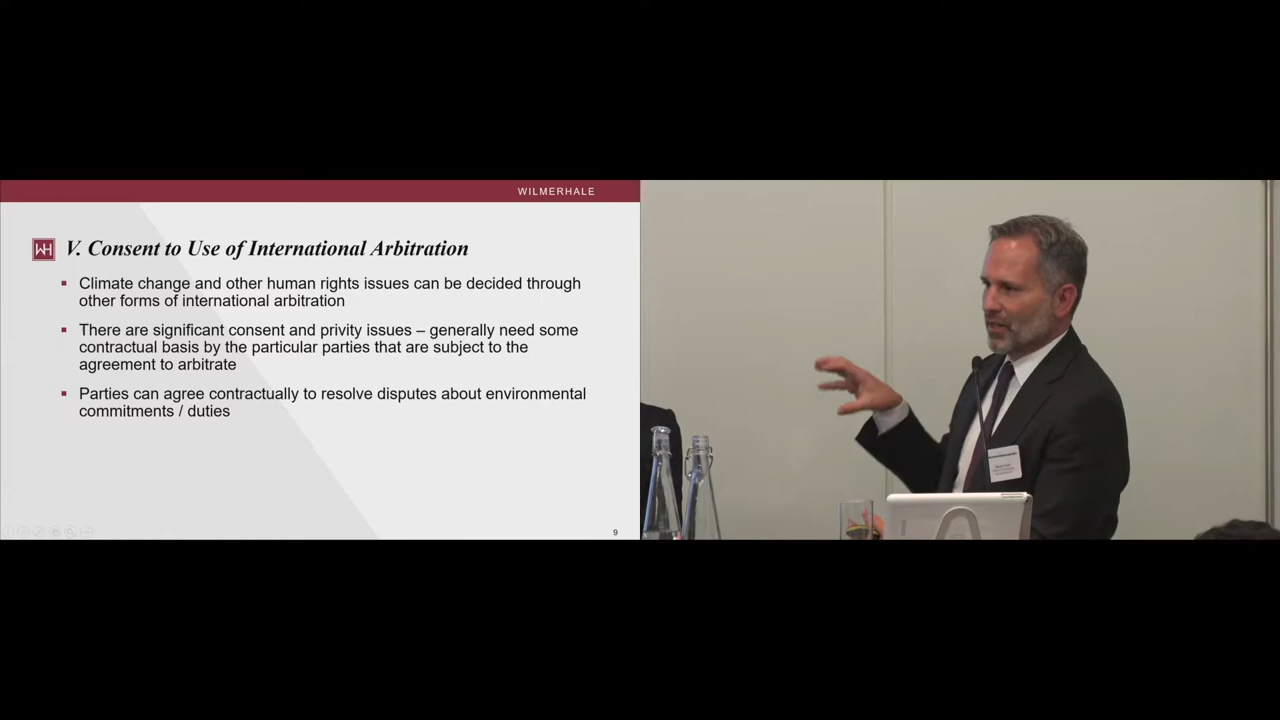 WILMERHALE
WH
V. Consent to Use of International Arbitration
▪ Climate change and other human rights issues can be decided through
other forms of international arbitration
▪ There are significant consent and privity issues – generally need some
contractual basis by the particular parties that are subject to the
agreement to arbitrate
▪ Parties can agree contractually to resolve disputes about environmental
commitments / duties
9